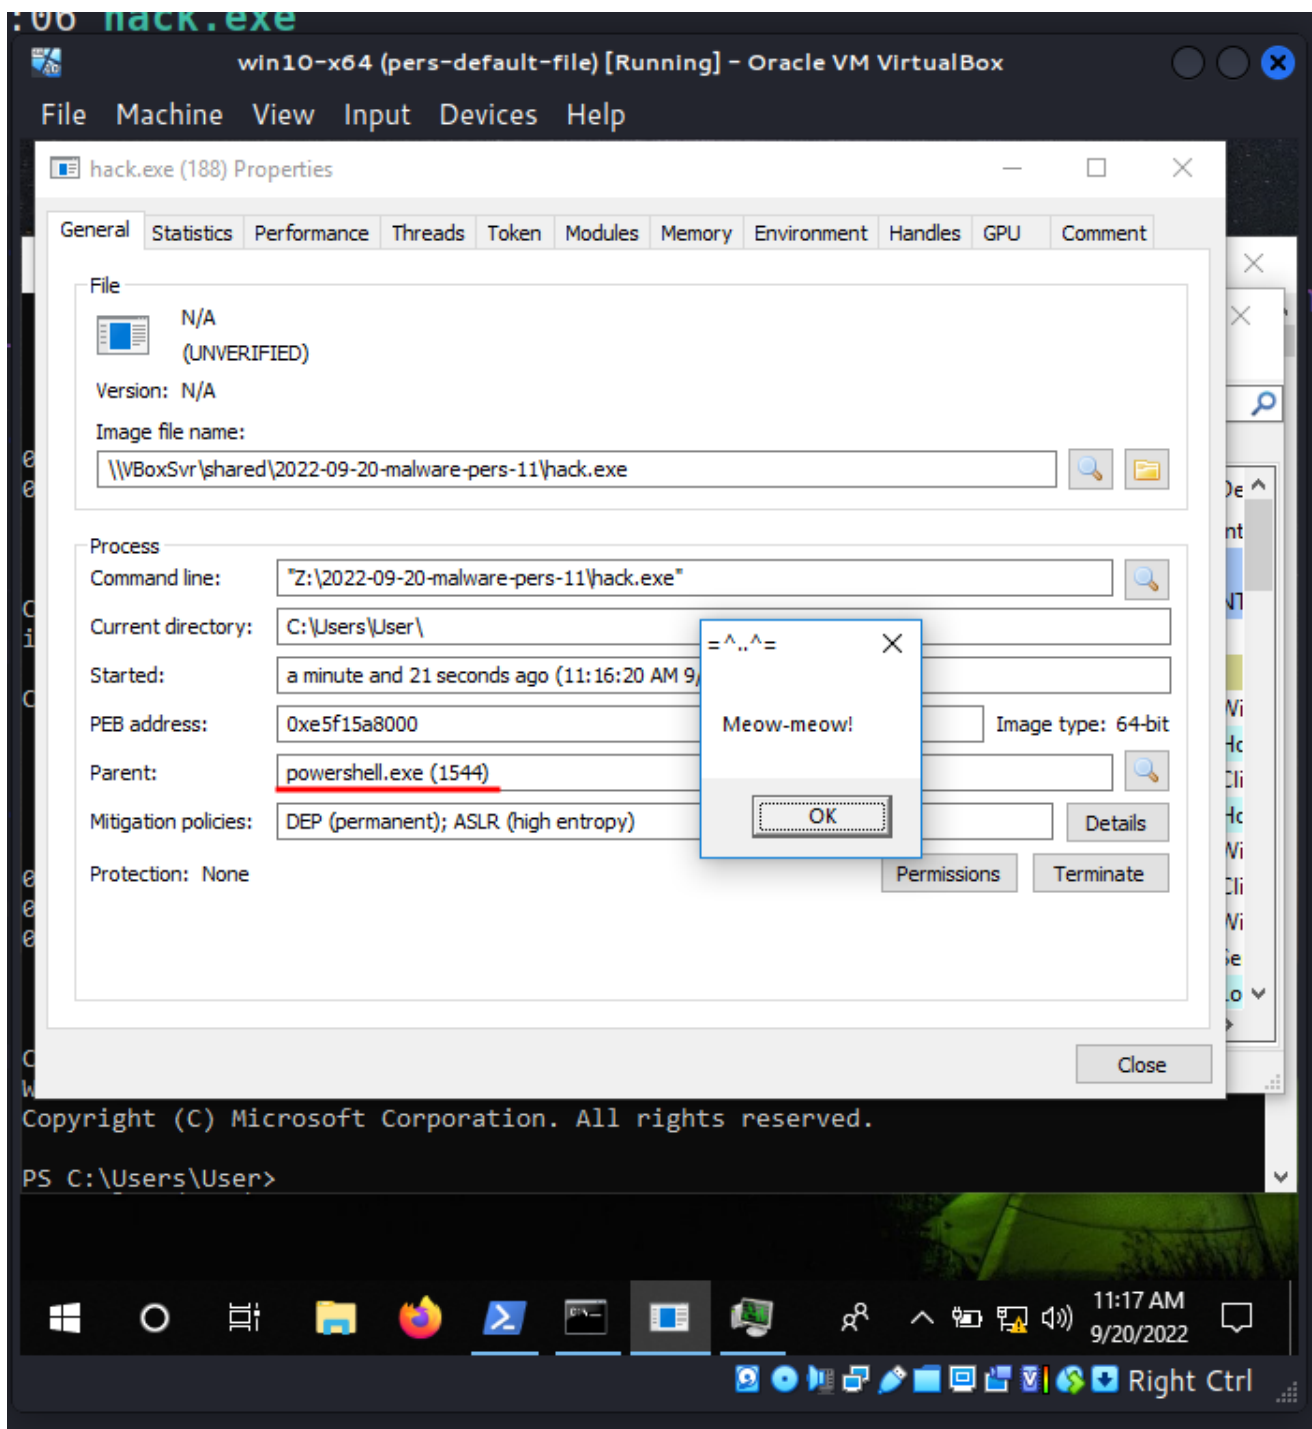 :06 hack.exe
win10-x64 (pers-default-file) [Running] - Oracle VM VirtualBox
File Machine View Input Devices Help
hack.exe (188) Properties
General Statistics Performance Threads Token Modules Memory Environment Handles GPU Comment
File
N/A
(UNVERIFIED)
Version: N/A
Image file name:
\\VBoxSvr\shared\2022-09-20-malware-pers-11\hack.exe
Process
Command line: "Z:\2022-09-20-malware-pers-11\hack.exe"
Current directory: C:\Users\User\
=^..^=
Started: a minute and 21 seconds ago (11:16:20 AM 9/
Meow-meow!
PEB address: 0xe5f15a8000
Image type: 64-bit
Parent: powershell.exe (1544)
OK
Mitigation policies: DEP (permanent); ASLR (high entropy)
Details
Protection: None
Permissions Terminate
Close
Copyright (C) Microsoft Corporation. All rights reserved.
PS C:\Users\User>
11:17 AM
9/20/2022
Right Ctrl